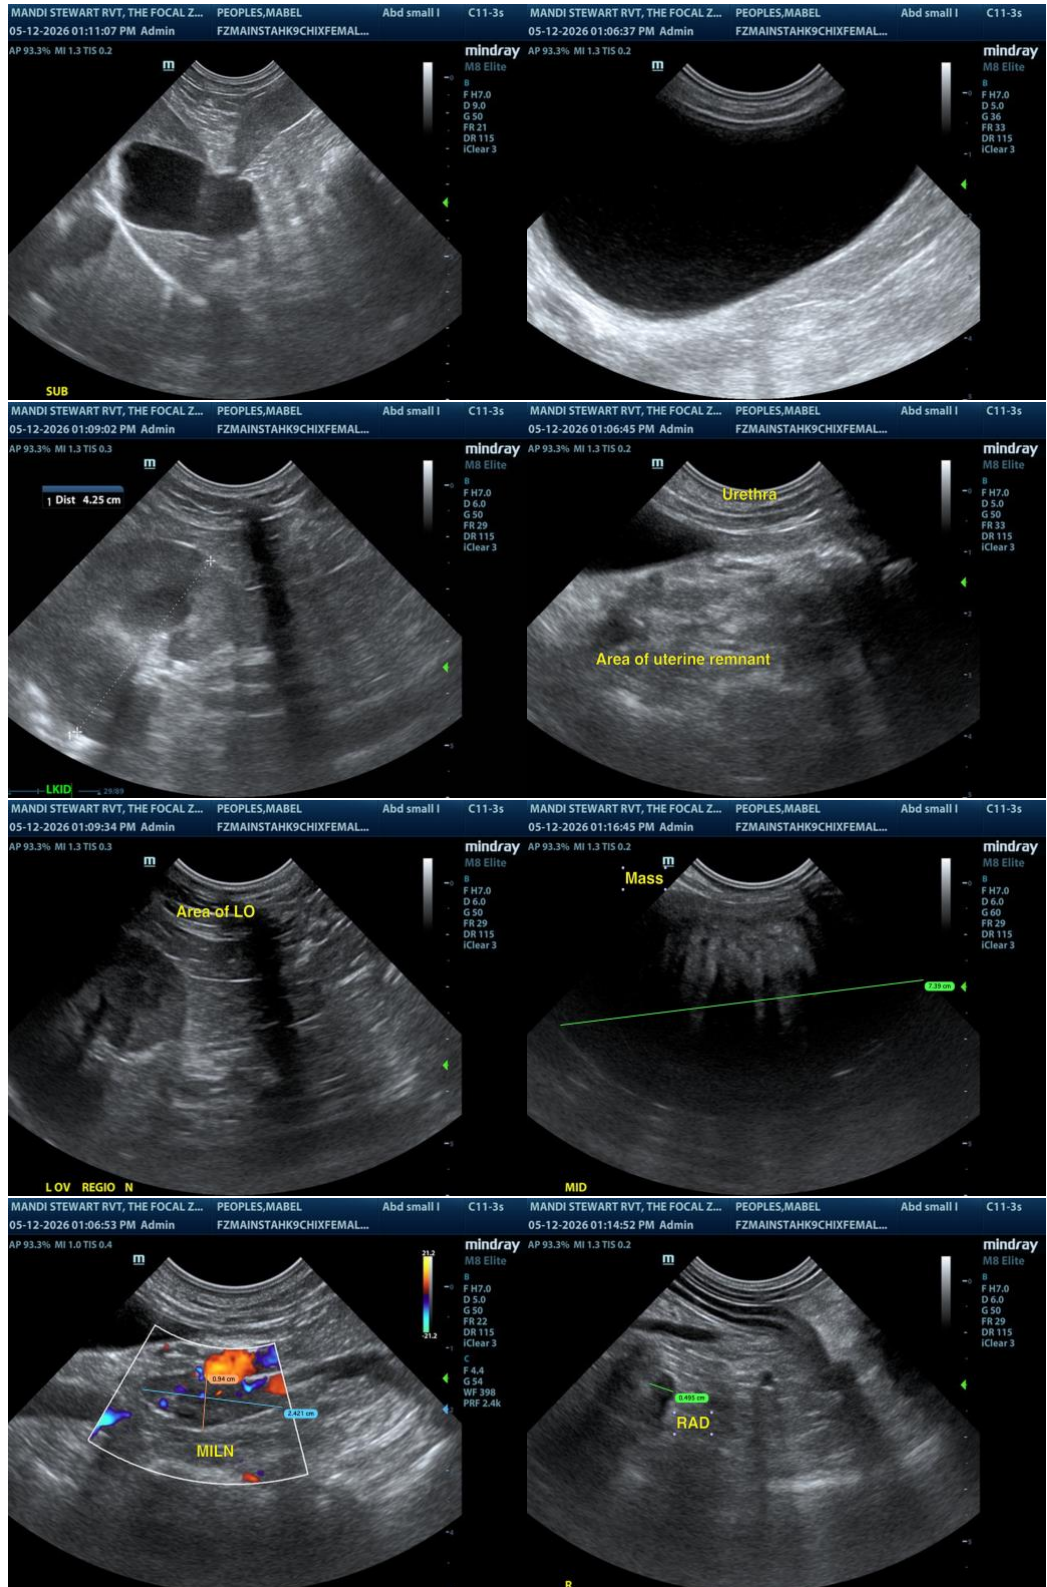 MANDI STEWART RVT, THE FOCAL Z... PEOPLES,MABEL Abd small I C11-3s
05-12-2026 01:11:07 PM Admin FZMAINSTAHK9CHIXFEMAL...
AP 93.3% MI 1.3 TIS 0.2
mindray
M8 Elite
m
B
F H7.0
D 9.0
G 50
FR 21
DR 115
iClear 3
SUB
MANDI STEWART RVT, THE FOCAL Z... PEOPLES,MABEL Abd small I C11-3s
05-12-2026 01:06:37 PM Admin FZMAINSTAHK9CHIXFEMAL...
AP 93.3% MI 1.3 TIS 0.2
mindray
M8 Elite
m
B
F H7.0
D 5.0
G 36
FR 33
DR 115
iClear 3
MANDI STEWART RVT, THE FOCAL Z... PEOPLES,MABEL Abd small I C11-3s
05-12-2026 01:09:02 PM Admin FZMAINSTAHK9CHIXFEMAL...
AP 93.3% MI 1.3 TIS 0.3
mindray
M8 Elite
m
1 Dist 4.25 cm
B
F H7.0
D 6.0
G 50
FR 29
DR 115
iClear 3
LKID
MANDI STEWART RVT, THE FOCAL Z... PEOPLES,MABEL Abd small I C11-3s
05-12-2026 01:06:45 PM Admin FZMAINSTAHK9CHIXFEMAL...
AP 93.3% MI 1.3 TIS 0.2
mindray
M8 Elite
m
B
F H7.0
D 5.0
G 50
FR 33
DR 115
iClear 3
Urethra
Area of uterine remnant
MANDI STEWART RVT, THE FOCAL Z... PEOPLES,MABEL Abd small I C11-3s
05-12-2026 01:09:34 PM Admin FZMAINSTAHK9CHIXFEMAL...
AP 93.3% MI 1.3 TIS 0.3
mindray
M8 Elite
m
B
F H7.0
D 6.0
G 50
FR 29
DR 115
iClear 3
Area of LO
L OV REGIO N
MANDI STEWART RVT, THE FOCAL Z... PEOPLES,MABEL Abd small I C11-3s
05-12-2026 01:16:45 PM Admin FZMAINSTAHK9CHIXFEMAL...
AP 93.3% MI 1.3 TIS 0.2
mindray
M8 Elite
m
Mass
B
F H7.0
D 6.0
G 60
FR 29
DR 115
iClear 3
7.39 cm
MID
MANDI STEWART RVT, THE FOCAL Z... PEOPLES,MABEL Abd small I C11-3s
05-12-2026 01:06:53 PM Admin FZMAINSTAHK9CHIXFEMAL...
AP 93.3% MI 1.0 TIS 0.4
mindray
M8 Elite
m
21.2
-21.2
B
F H7.0
D 5.0
G 50
FR 22
DR 115
iClear 3
C
F 4.4
G 54
WF 398
PRF 2.4k
0.94 cm
2.421 cm
MILN
MANDI STEWART RVT, THE FOCAL Z... PEOPLES,MABEL Abd small I C11-3s
05-12-2026 01:14:52 PM Admin FZMAINSTAHK9CHIXFEMAL...
AP 93.3% MI 1.3 TIS 0.2
mindray
M8 Elite
m
B
F H7.0
D 6.0
G 50
FR 29
DR 115
iClear 3
0.495 cm
RAD
R